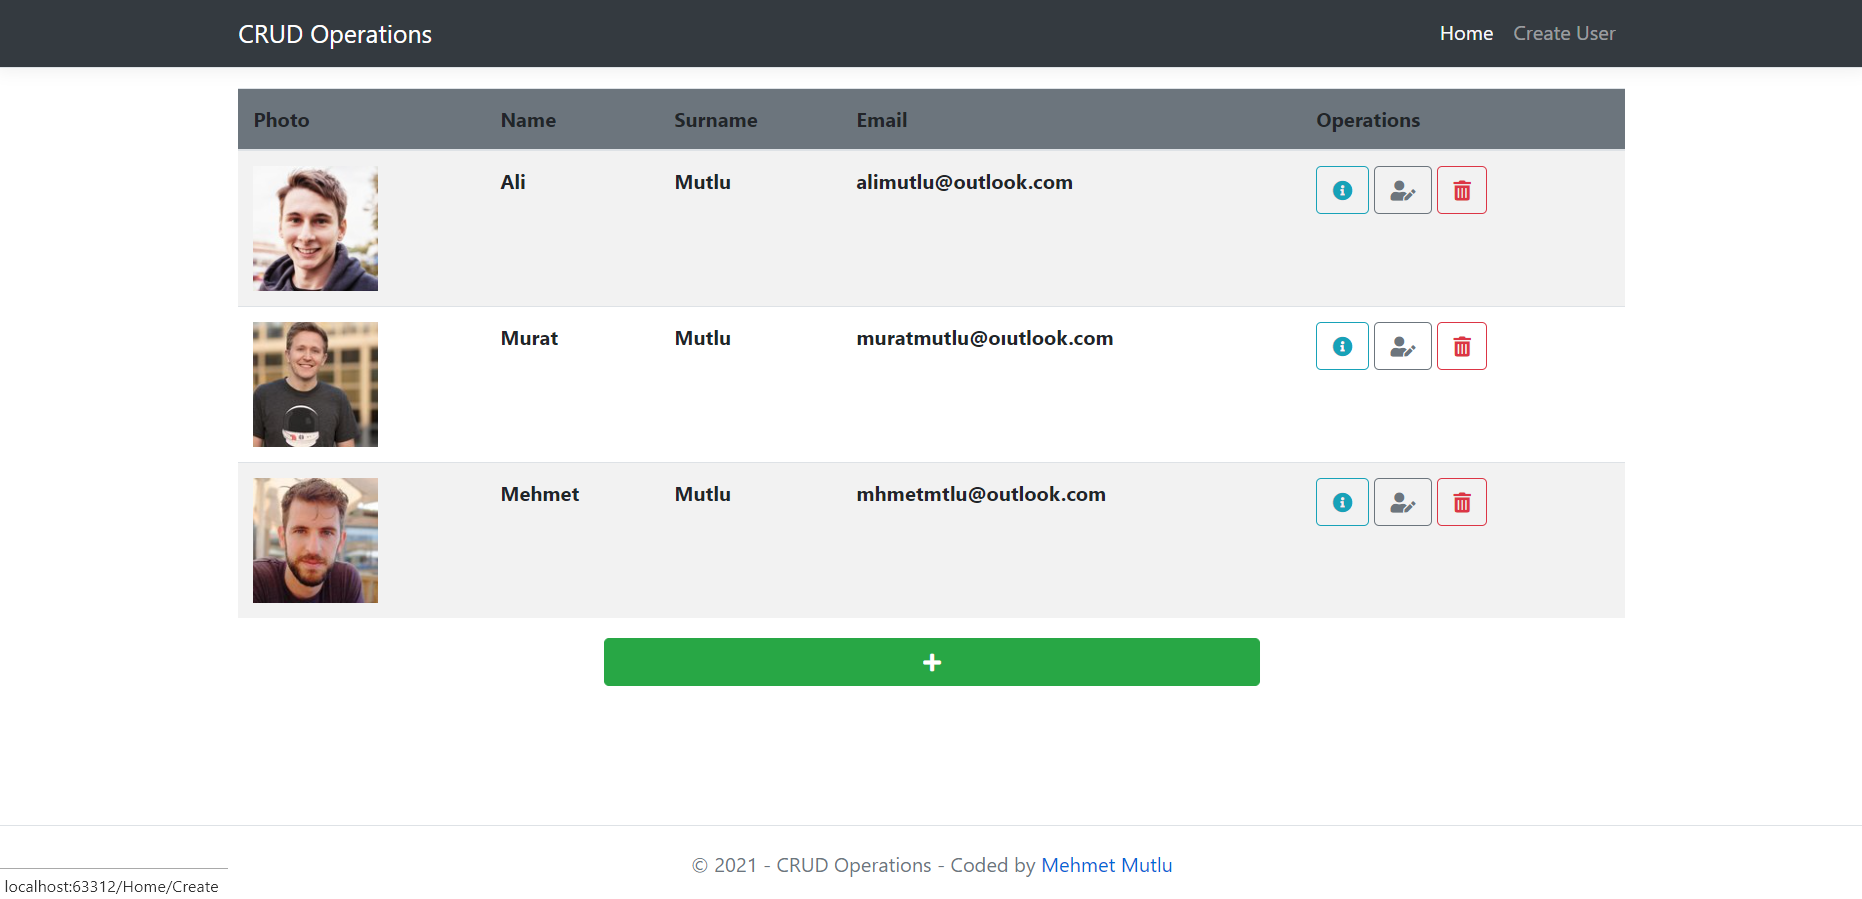 CRUD Operations Home Create User
Photo Name Surname Email Operations
Ali Mutlu alimutlu@outlook.com
Murat Mutlu muratmutlu@oıutlook.com
Mehmet Mutlu mhmetmtlu@outlook.com
© 2021 - CRUD Operations - Coded by Mehmet Mutlu
localhost:63312/Home/Create